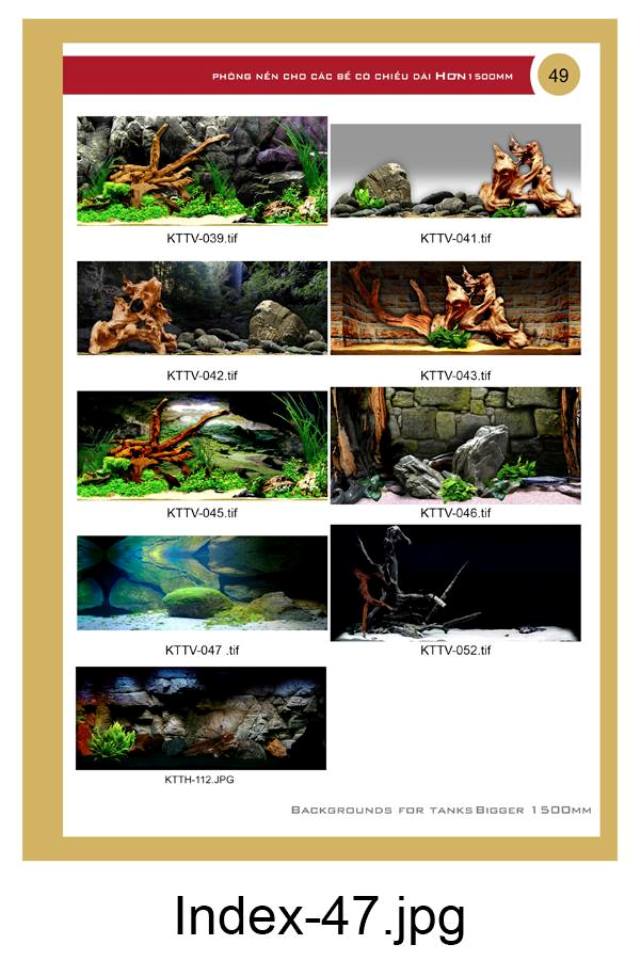 PHÔNG NỀN CHO CÁC BỂ CÓ CHIỀU DÀI HƠN 1500MM
49
KTTV-039.tif
KTTV-041.tif
KTTV-042.tif
KTTV-043.tif
KTTV-045.tif
KTTV-046.tif
KTTV-047 .tif
KTTV-052.tif
KTTH-112.JPG
BACKGROUNDS FOR TANKS BIGGER 1500MM
Index-47.jpg